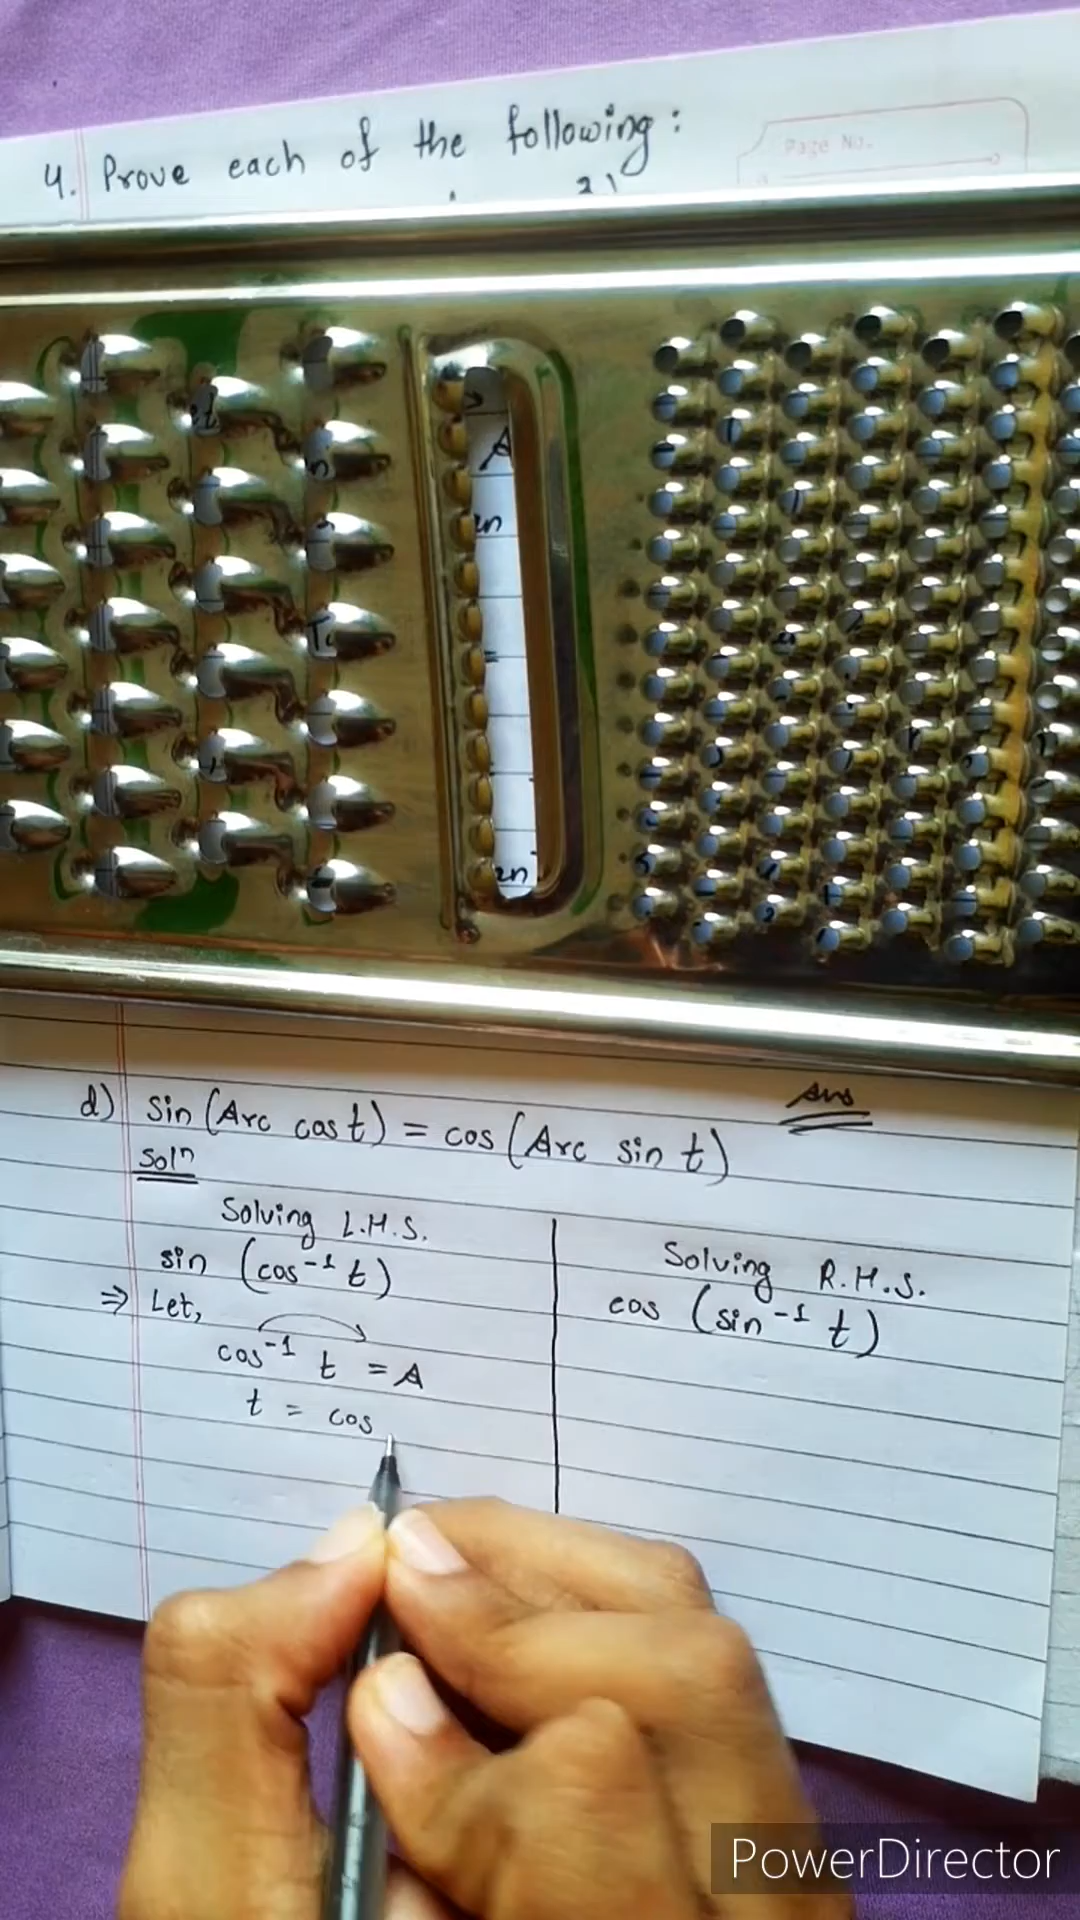 4. Prove each of the following:
Page No.
Ans
d) sin (Arc cos t) = cos (Arc sin t)
Solⁿ
Solving L.H.S.
sin (cos⁻¹ t)
⇒ Let,
cos⁻¹ t = A
t = cos
Solving R.H.S.
cos (sin⁻¹ t)
PowerDirector